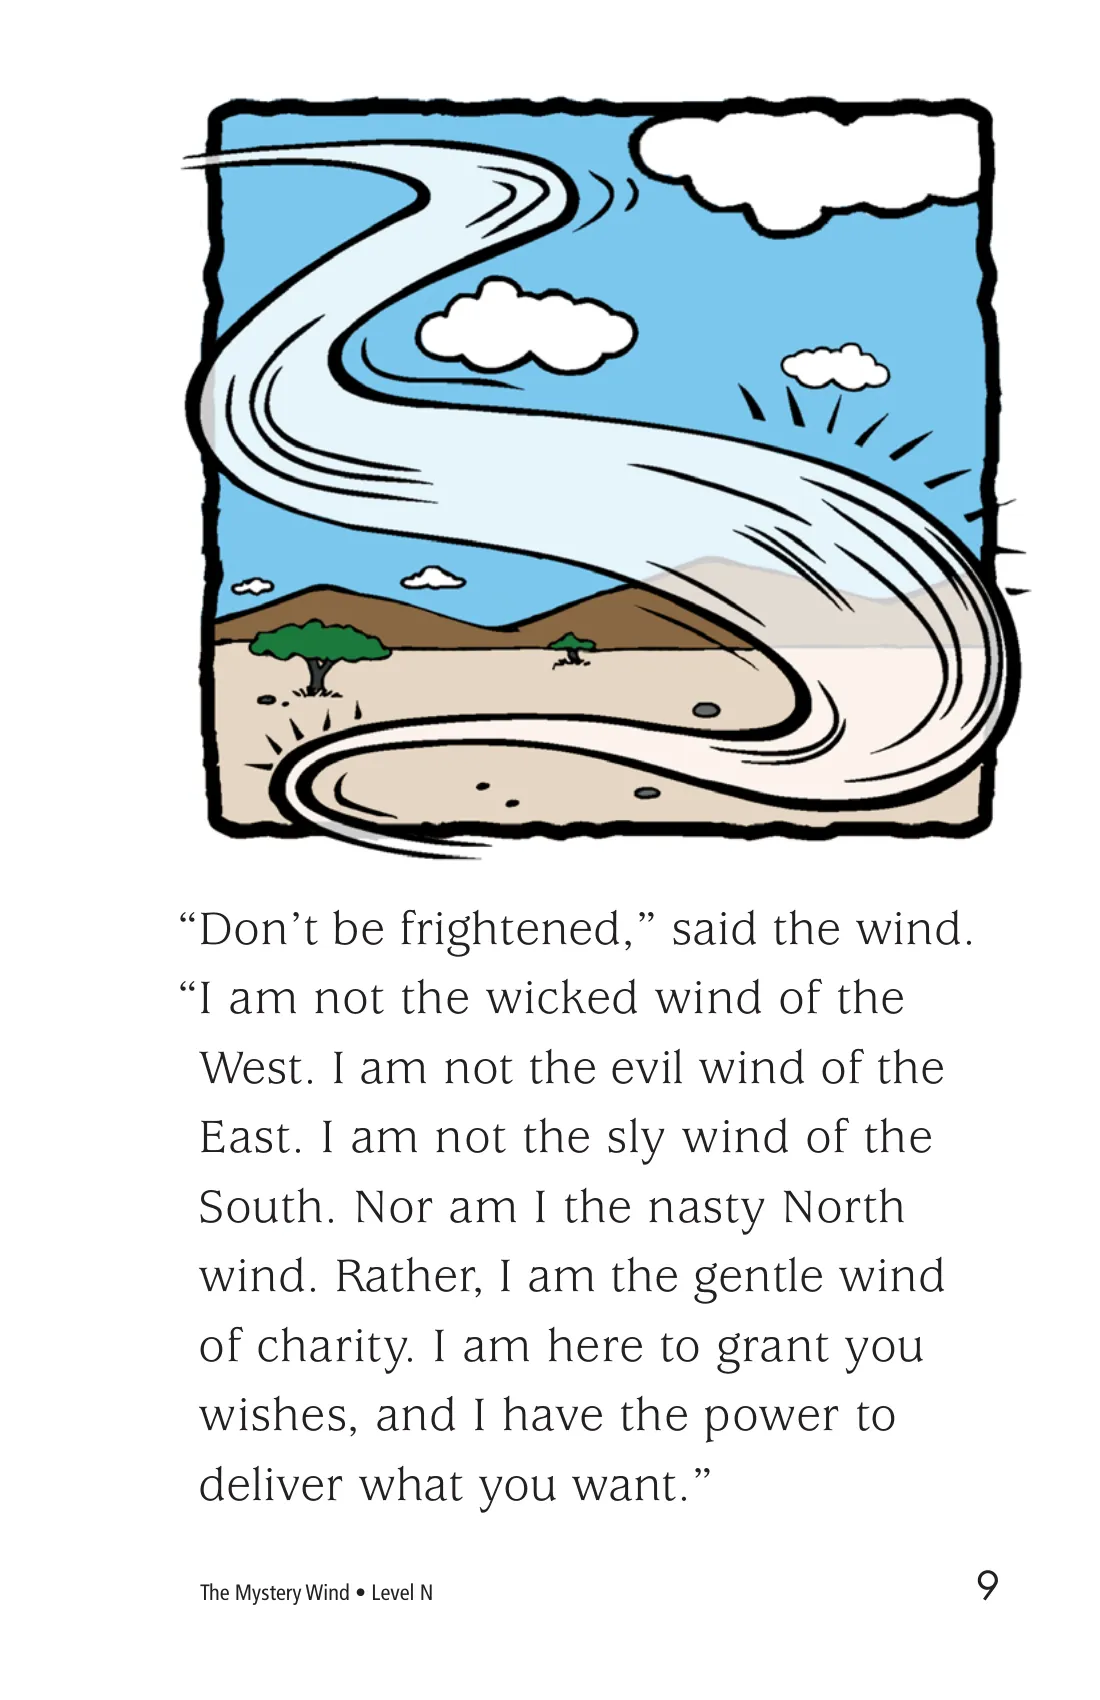 “Don’t be frightened,” said the wind.
“I am not the wicked wind of the
West. I am not the evil wind of the
East. I am not the sly wind of the
South. Nor am I the nasty North
wind. Rather, I am the gentle wind
of charity. I am here to grant you
wishes, and I have the power to
deliver what you want.”
The Mystery Wind • Level N
9